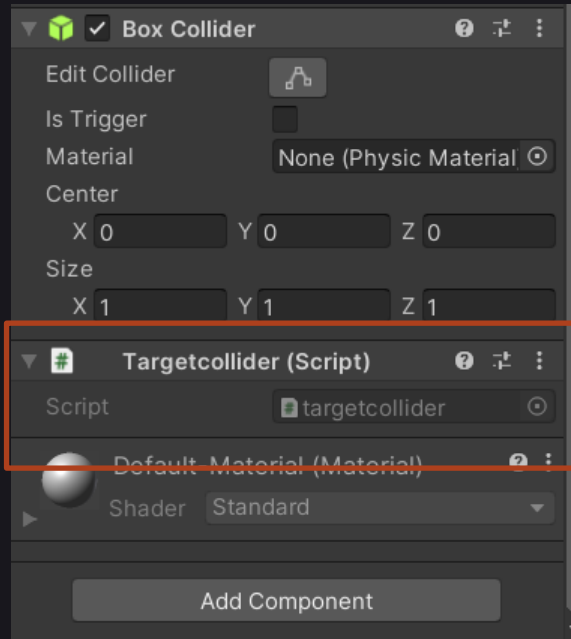 Box Collider
Edit Collider
Is Trigger
Material None (Physic Material
Center
X 0 Y 0 Z 0
Size
X 1 Y 1 Z 1
# Targetcollider (Script)
Script # targetcollider
Default-Material (Material)
Shader Standard
Add Component